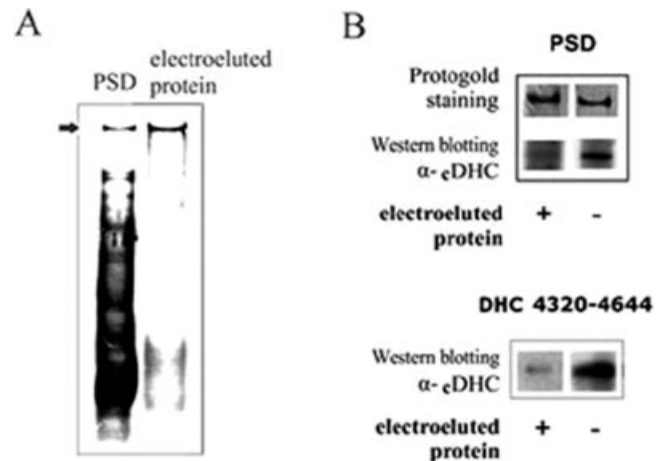 A
PSD
electroeluted
protein
B
PSD
Protogold
staining
Western blotting
α- cDHC
electroeluted
protein
+ -
DHC 4320-4644
Western blotting
α- cDHC
electroeluted
protein
+ -